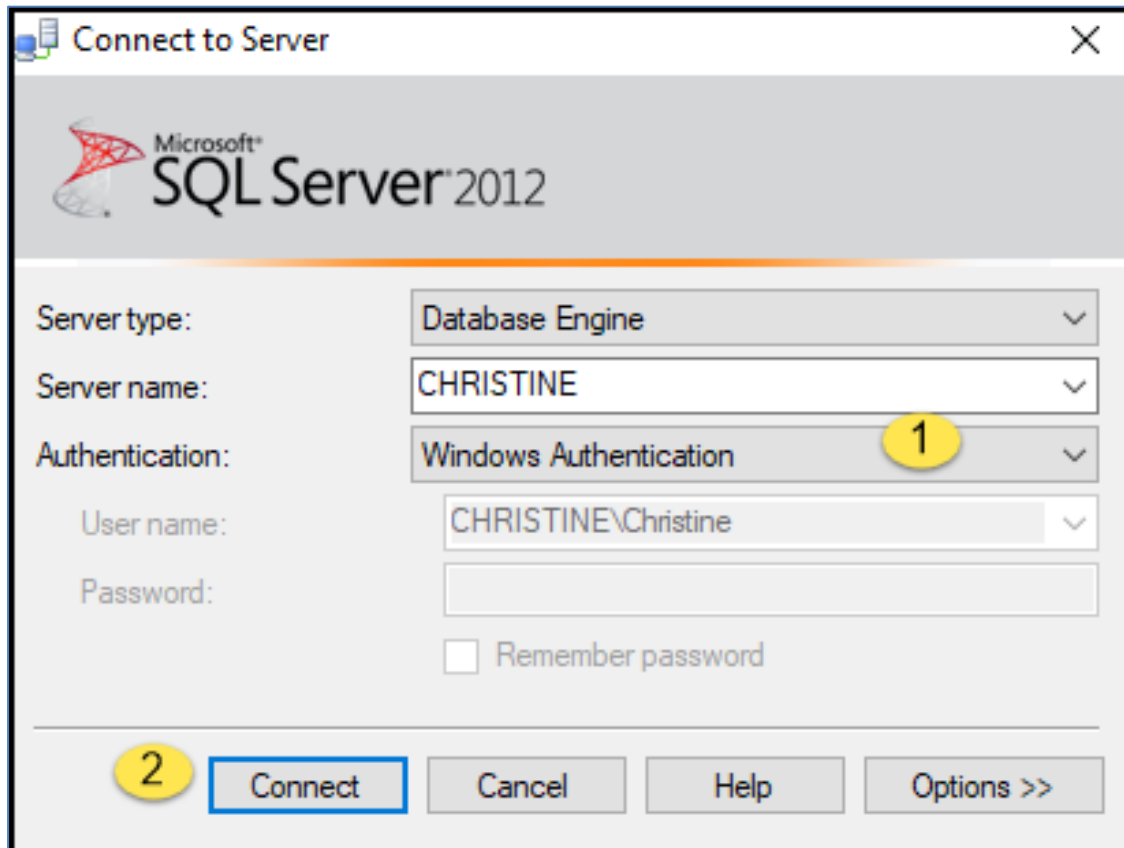 Connect to Server
Microsoft®
SQL Server® 2012
Server type: Database Engine
Server name: CHRISTINE
Authentication: Windows Authentication 1
User name: CHRISTINE\Christine
Password:
Remember password
2 Connect Cancel Help Options >>